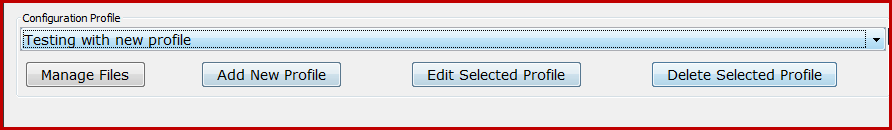 Configuration Profile
Testing with new profile
Manage Files Add New Profile Edit Selected Profile Delete Selected Profile